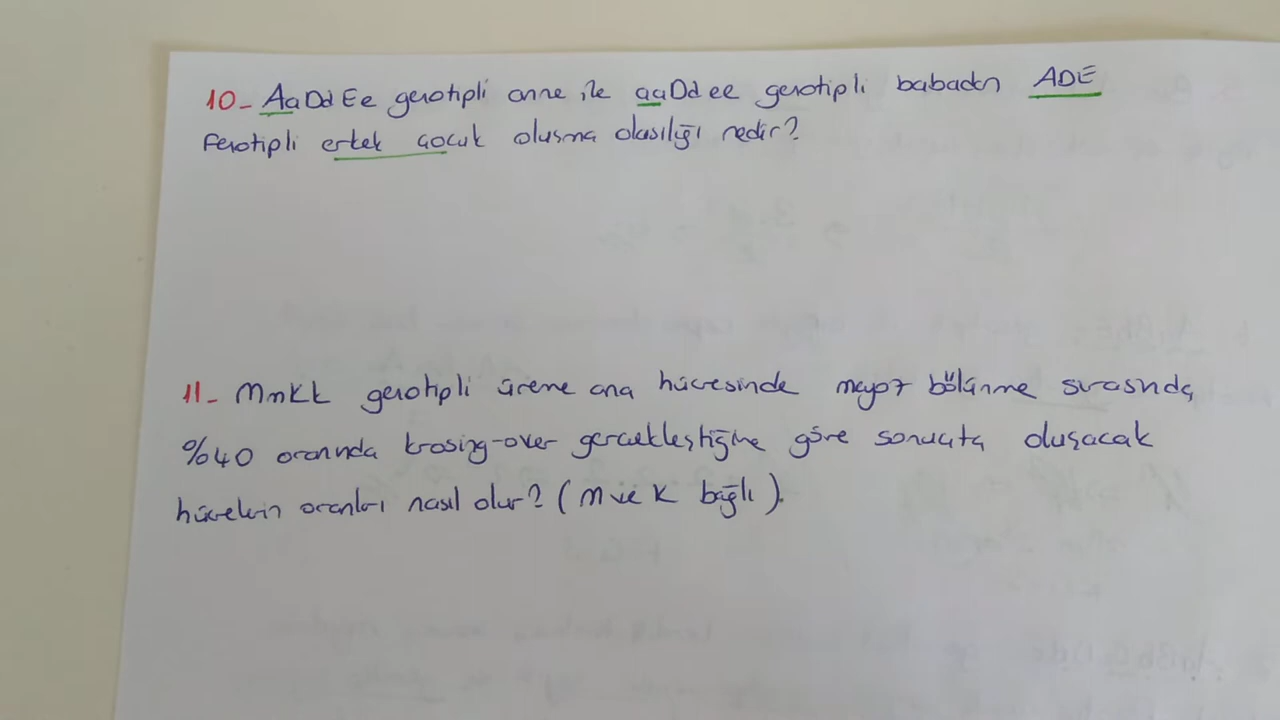 10- AaDdEe genotipli anne ile aaDdee genotipli babadan ADE
Fenotipli erkek çocuk oluşma olasılığı nedir?
11- MmKk genotipli üreme ana hücresinde mayoz bölünme sırasında,
%40 oranında krosing-over gerçekleştiğine göre sonuçta oluşacak
hücrelerin oranları nasıl olur? (M ve K bağlı).